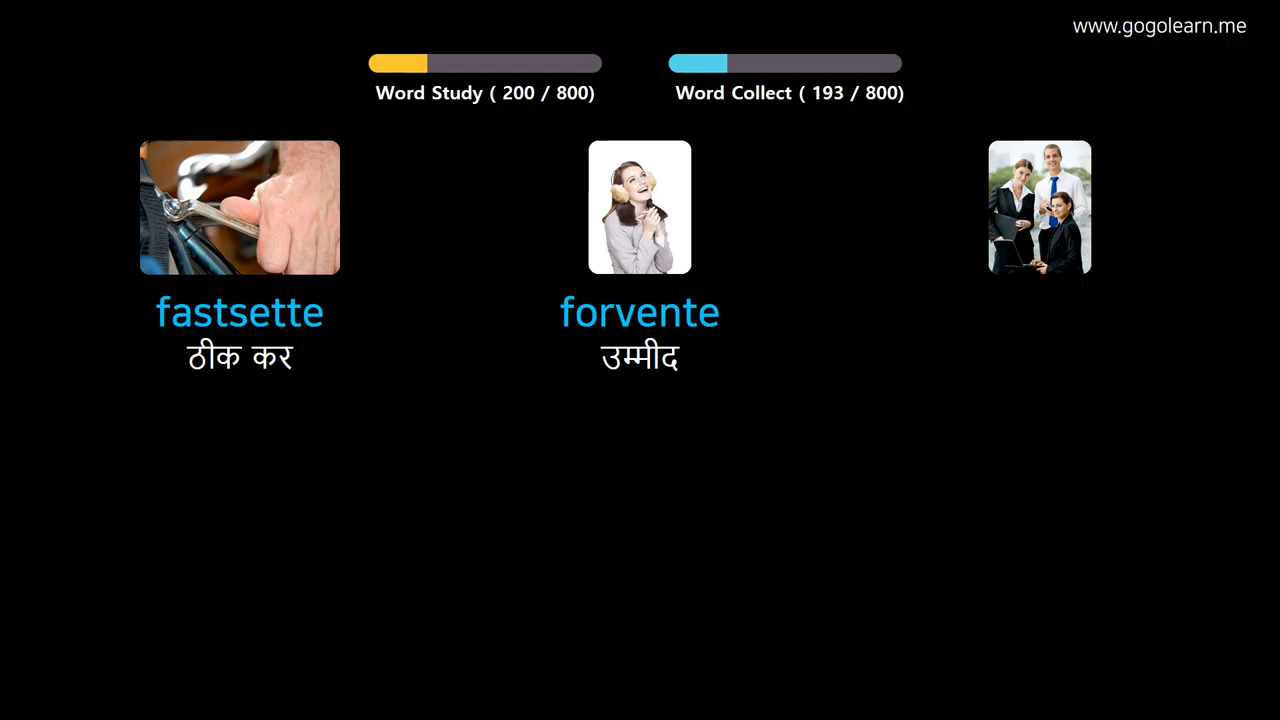 www.gogolearn.me
Word Study ( 200 / 800)
Word Collect ( 193 / 800)
fastsette
ठीक कर
forvente
उम्मीद